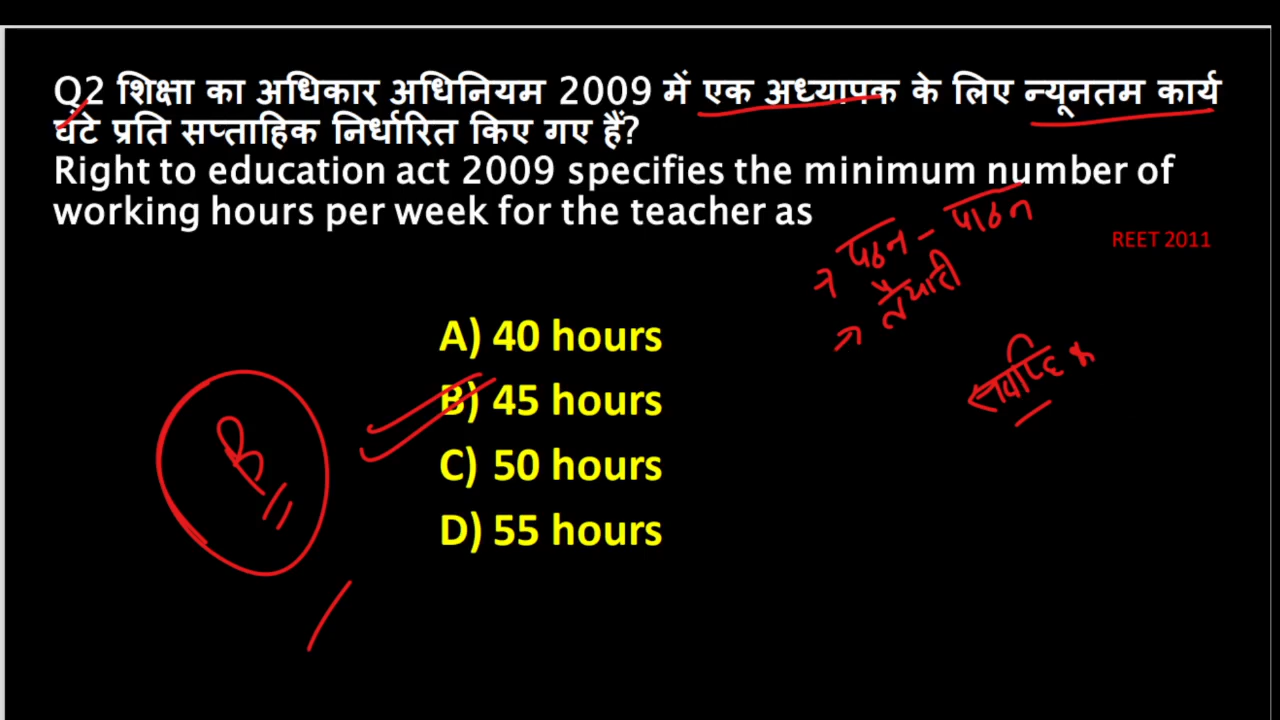 Q2 शिक्षा का अधिकार अधिनियम 2009 में एक अध्यापक के लिए न्यूनतम कार्य
घंटे प्रति सप्ताहिक निर्धारित किए गए हैं?
Right to education act 2009 specifies the minimum number of
working hours per week for the teacher as
पठन - पाठन
REET 2011
तैयारी
A) 40 hours
B) 45 hours
C) 50 hours
D) 55 hours
B